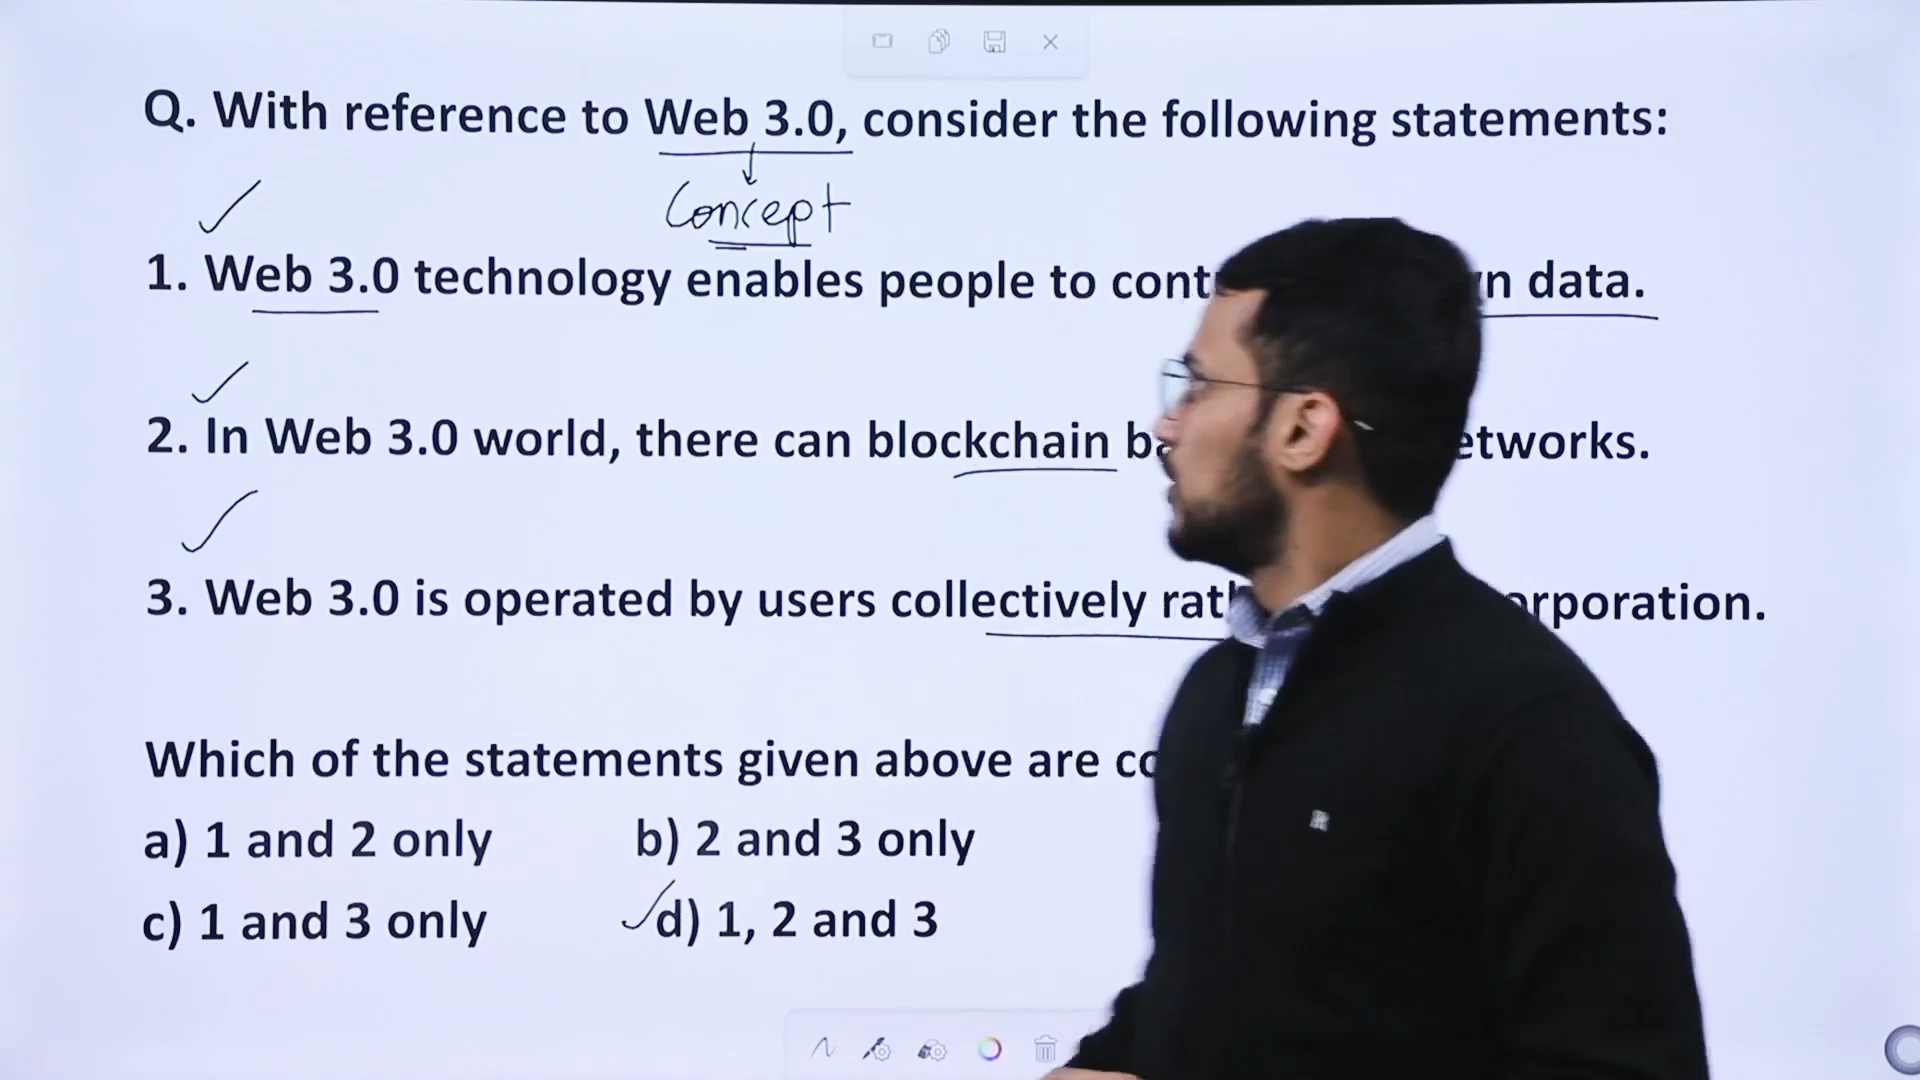 Q. With reference to Web 3.0, consider the following statements:
Concept
1. Web 3.0 technology enables people to cont n data.
2. In Web 3.0 world, there can blockchain ba etworks.
3. Web 3.0 is operated by users collectively rat orporation.
Which of the statements given above are co
a) 1 and 2 only b) 2 and 3 only
c) 1 and 3 only d) 1, 2 and 3